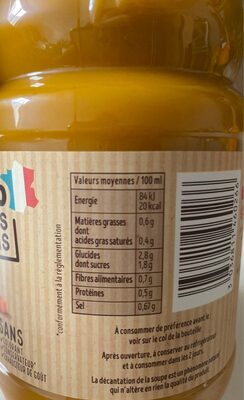 Valeurs moyennes / 100 ml
Energie
84 kJ
20 kcal
Matières grasses
dont
acides gras saturés
0,6g
0,4 g
Glucides
dont sucres
2,8 g
1,8 g
Fibres alimentaires
0,7g
Protéines
0,5g
Sel
0,67g
*conformément à la réglementation
SANS
À consommer de préférence avant le
voir sur le col de la bouteille
Après ouverture, à conserver au réfrigérateur
et à consommer dans les 2 jours.
La décantation de la soupe est un phénomène naturel
qui n'altère en rien la qualité du produit.